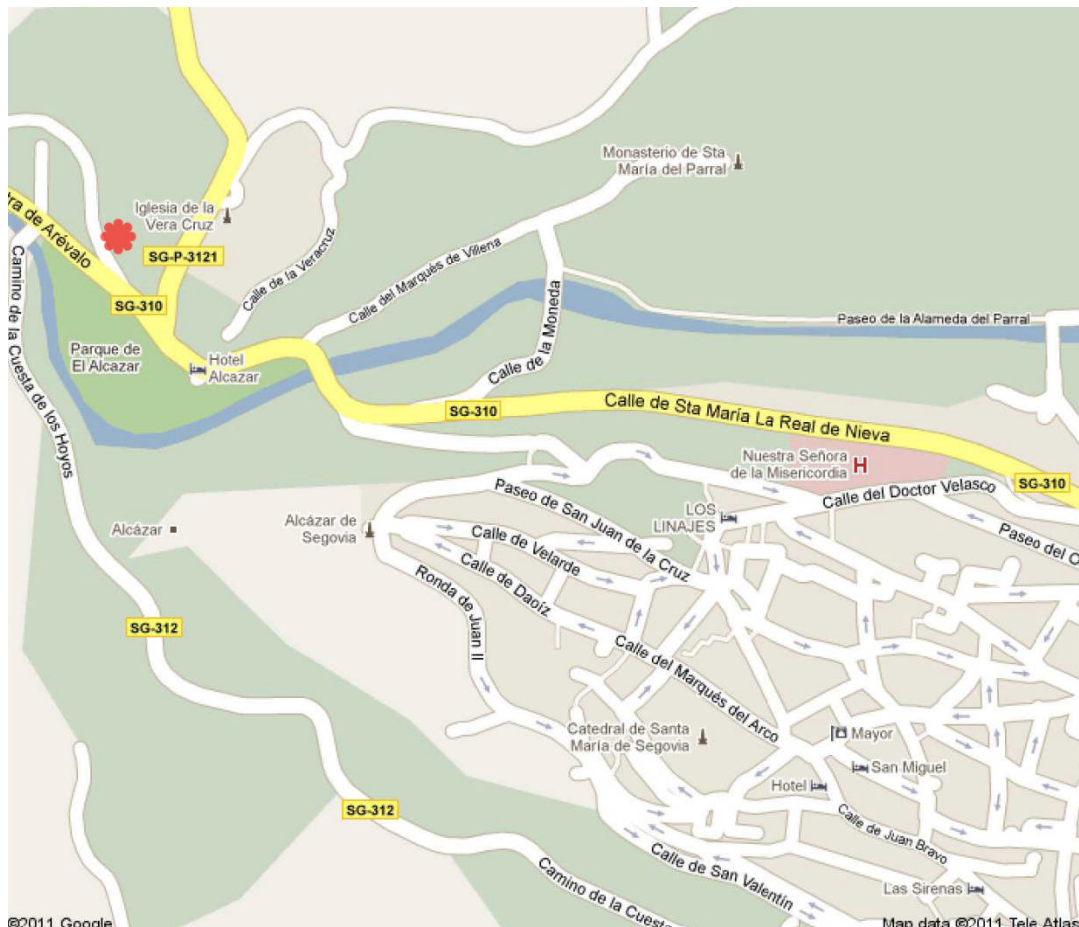 Monasterio de Sta
María del Parral
Iglesia de la
Vera Cruz
tra de Arévalo
SG-P-3121
Calle de la Veracruz
Calle del Marqués de Villena
Camino de la Cuesta de los Hoyos
SG-310
Calle de la Moneda
Paseo de la Alameda del Parral
Parque de
El Alcazar
Hotel
Alcazar
SG-310
Calle de Sta María La Real de Nieva
Nuestra Señora
de la Misericordia
H
SG-310
Calle del Doctor Velasco
Paseo de San Juan de la Cruz
LOS
LINAJES
Alcázar
Alcázar de
Segovia
Paseo del O
Calle de Velarde
Calle de Daoíz
Ronda de Juan II
SG-312
Calle del Marqués del Arco
Catedral de Santa
María de Segovia
Mayor
San Miguel
Hotel
SG-312
Calle de Juan Bravo
Calle de San Valentín
Camino de la Cuesta
Las Sirenas
©2011 Google
Map data ©2011 Tele Atlas